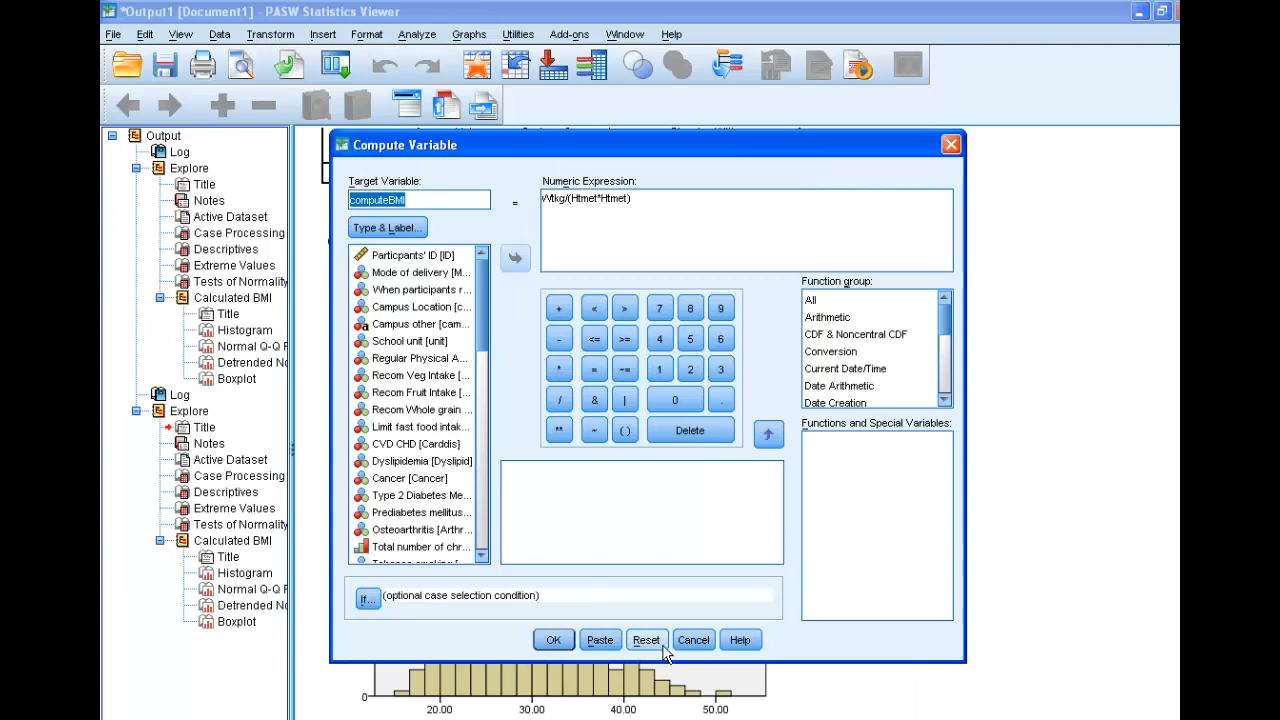 *Output1 [Document1] - PASW Statistics Viewer
File Edit View Data Transform Insert Format Analyze Graphs Utilities Add-ons Window Help
Output
Log
Explore
Title
Notes
Active Dataset
Case Processing
Descriptives
Extreme Values
Tests of Normality
Calculated BMI
Title
Histogram
Normal Q-Q
Detrended
Boxplot
Log
Explore
Title
Notes
Active Dataset
Case Processing
Descriptives
Extreme Values
Tests of Normality
Calculated BMI
Title
Histogram
Normal Q-Q
Detrended
Boxplot
Compute Variable
Target Variable:
computeBMI
Type & Label...
=
Numeric Expression:
Wtkg/(Htmet*Htmet)
Particpants' ID [ID]
Mode of delivery [M...
When participants r...
Campus Location [c...
Campus other [cam...
School unit [unit]
Regular Physical A...
Recom Veg Intake [...
Recom Fruit Intake [...
Recom Whole grain ...
Limit fast food intak...
CVD CHD [Carddis]
Dyslipidemia [Dyslipid]
Cancer [Cancer]
Type 2 Diabetes Me...
Prediabetes mellitus...
Osteoarthritis [Arthr...
Total number of chr...
+ < > 7 8 9
- <= >= 4 5 6
* = ~= 1 2 3
/ & | 0 .
** ~ ( ) Delete
Function group:
All
Arithmetic
CDF & Noncentral CDF
Conversion
Current Date/Time
Date Arithmetic
Date Creation
Functions and Special Variables:
If... (optional case selection condition)
OK Paste Reset Cancel Help
0
20.00 30.00 40.00 50.00